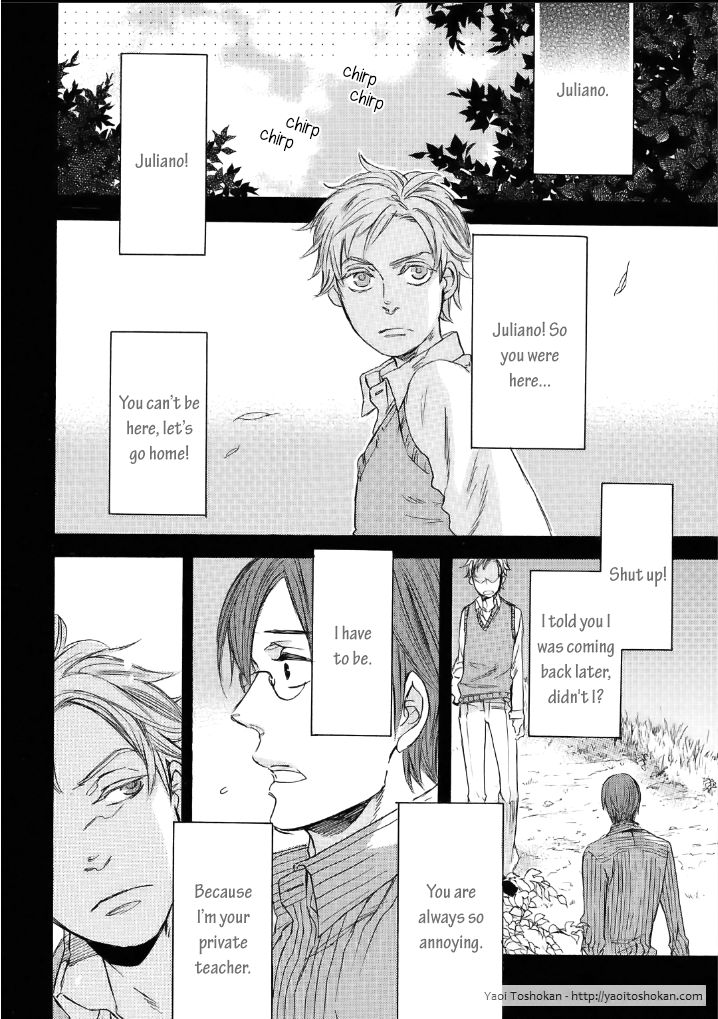 Juliano.
chirp
chirp
chirp
chirp
Juliano!
Juliano! So
you were
here...
You can't be
here, let's
go home!
Shut up!
I told you I
was coming
back later,
didn't I?
You are
always so
annoying.
I have
to be.
Because
I'm your
private
teacher.
Yaoi Toshokan - http://yaoitoshokan.com